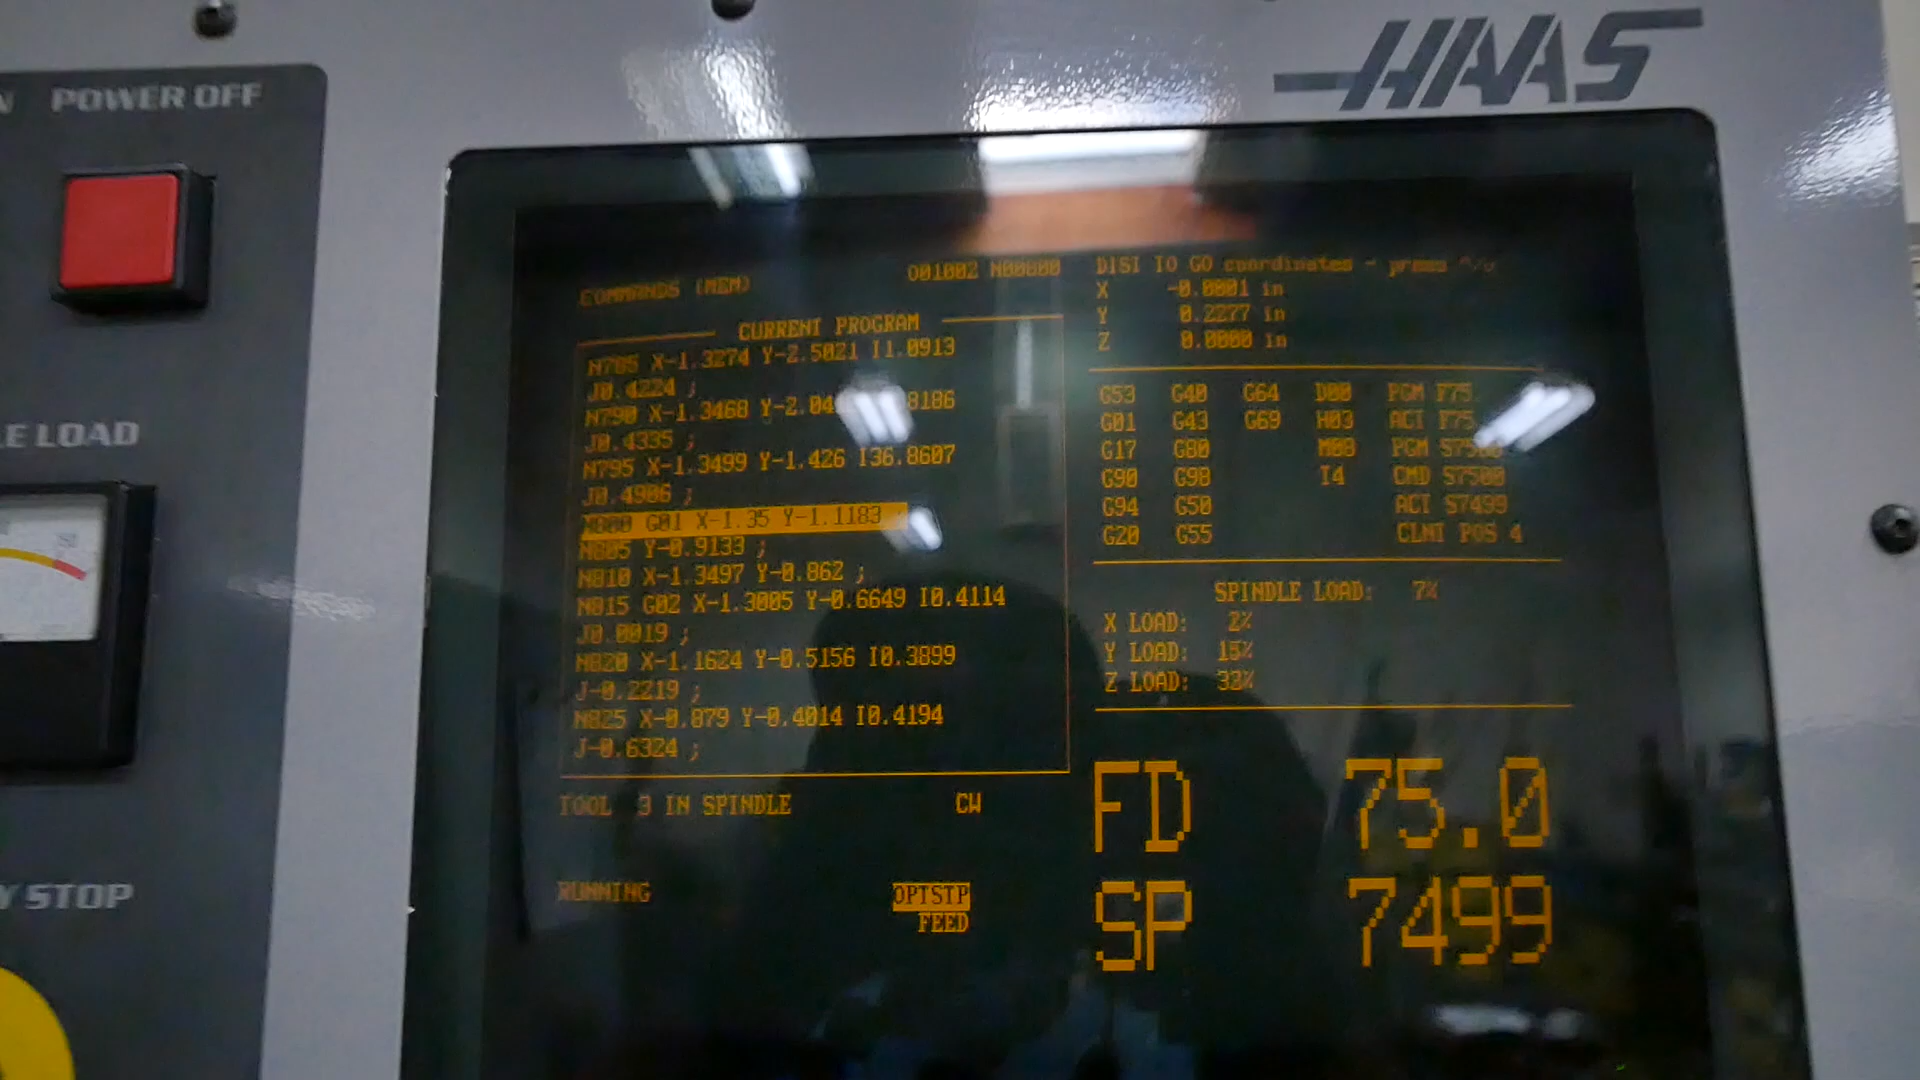 HAAS
POWER OFF
LOAD
STOP
COMMANDS (MEM)
O01002 N00000
DIST TO GO coordinates - press
X -0.0001 in
Y 0.2277 in
Z 0.0000 in
CURRENT PROGRAM
N785 X-1.3274 Y-2.5021 I1.0913
J0.4224 ;
N790 X-1.3468
J0.4335 ;
N795 X-1.3499 Y-1.426 I36.8607
J0.4906 ;
N800 G01 X-1.35 Y-1.1183 ;
N805 Y-0.9133 ;
N810 X-1.3497 Y-0.862 ;
N815 G02 X-1.3005 Y-0.6649 I0.4114
J0.0019 ;
N820 X-1.1624 Y-0.5156 I0.3899
J-0.2219 ;
N825 X-0.879 Y-0.4014 I0.4194
J-0.6324 ;
G53 G40 G64 D00 PGM F75.
G01 G43 G69 H03 ACT F75.
G17 G80 M08 PGM
G90 G98 T4 CMD S7500
G94 G50 ACT S7499
G20 G55 CLNT POS 4
SPINDLE LOAD: 7%
X LOAD: 2%
Y LOAD: 15%
Z LOAD:
TOOL 3 IN SPINDLE CW
FD 75.0
SP 7499
RUNNING
OPTSTP
FEED